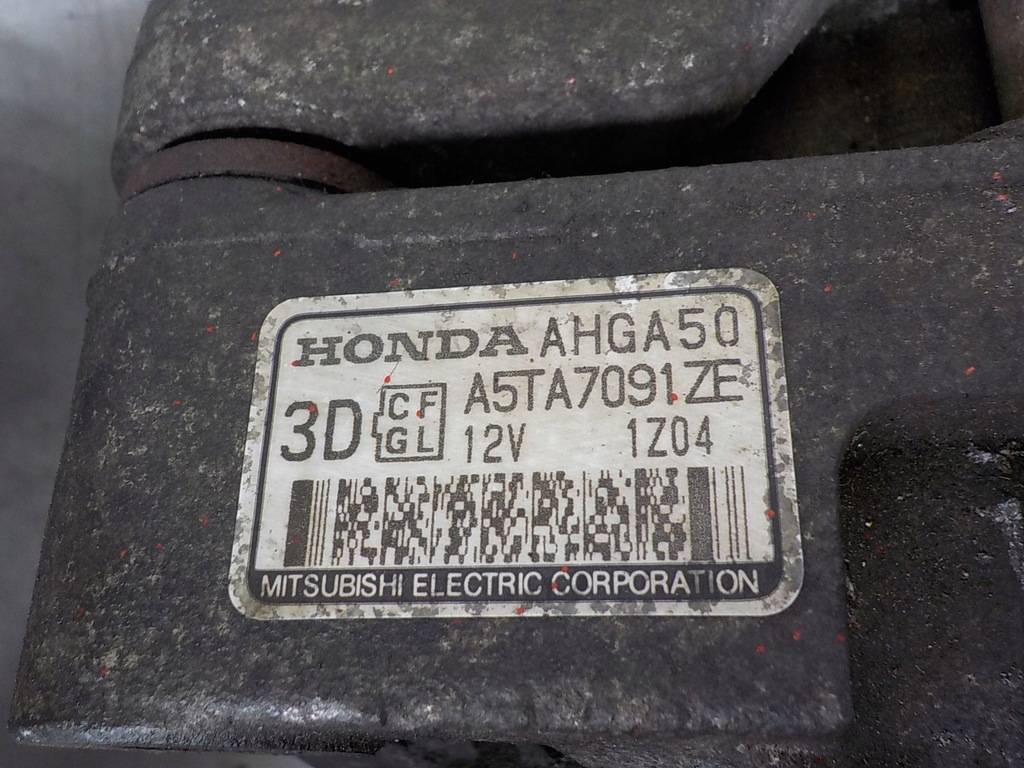 HONDA AHGA50
3D CF GL A5TA7091ZE
12V 1Z04
MITSUBISHI ELECTRIC CORPORATION